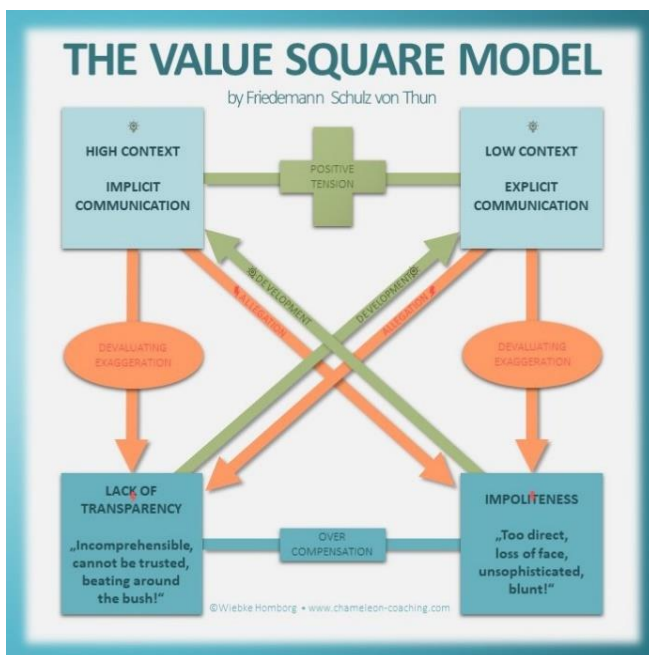 THE VALUE SQUARE MODEL
by Friedemann Schulz von Thun
HIGH CONTEXT
IMPLICIT
COMMUNICATION
POSITIVE
TENSION
LOW CONTEXT
EXPLICIT
COMMUNICATION
DEVELOPMENT
ALLEGATION
DEVELOPMENT
ALLEGATION
DEVALUATING
EXAGGERATION
DEVALUATING
EXAGGERATION
LACK OF
TRANSPARENCY
„Incomprehensible,
cannot be trusted,
beating around
the bush!“
OVER
COMPENSATION
IMPOLITENESS
„Too direct,
loss of face,
unsophisticated,
blunt!“
©Wiebke Homborg • www.chameleon-coaching.com